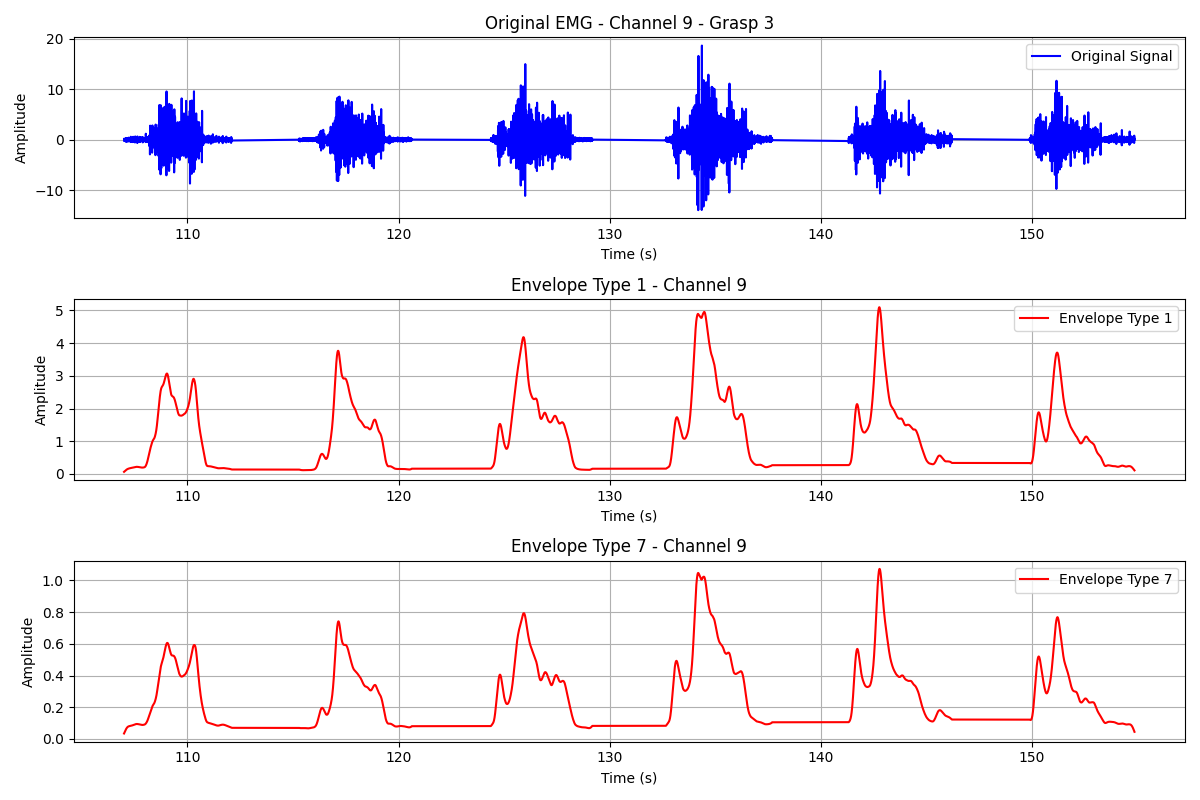 Original EMG - Channel 9 - Grasp 3
20
10
0
−10
Amplitude
Original Signal
110 120 130 140 150
Time (s)
Envelope Type 1 - Channel 9
5
4
3
2
1
0
Amplitude
Envelope Type 1
110 120 130 140 150
Time (s)
Envelope Type 7 - Channel 9
1.0
0.8
0.6
0.4
0.2
0.0
Amplitude
Envelope Type 7
110 120 130 140 150
Time (s)